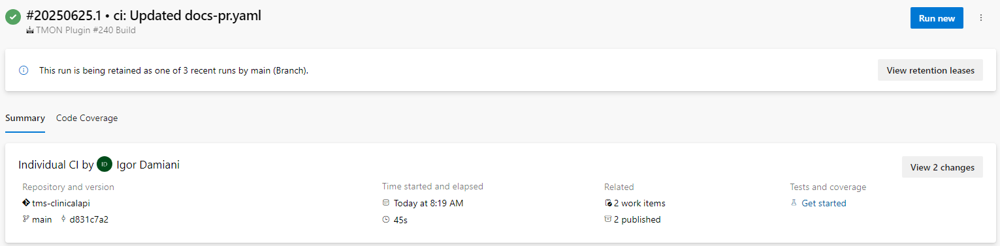 #20250625.1 • ci: Updated docs-pr.yaml
Run new
TMON Plugin #240 Build
This run is being retained as one of 3 recent runs by main (Branch).
View retention leases
Summary
Code Coverage
Individual CI by ID Igor Damiani
View 2 changes
Repository and version
tms-clinicalapi
main d831c7a2
Time started and elapsed
Today at 8:19 AM
45s
Related
2 work items
2 published
Tests and coverage
Get started